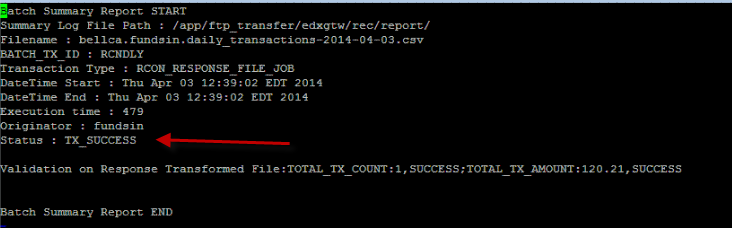 Batch Summary Report START
Summary Log File Path : /app/ftp_transfer/edxgtw/rec/report/
Filename : bellca.fundsin.daily_transactions-2014-04-03.csv
BATCH_TX_ID : RCNDLY
Transaction Type : RCON_RESPONSE_FILE_JOB
DateTime Start : Thu Apr 03 12:39:02 EDT 2014
DateTime End : Thu Apr 03 12:39:02 EDT 2014
Execution time : 479
Originator : fundsin
Status : TX_SUCCESS
Validation on Response Transformed File:TOTAL_TX_COUNT:1,SUCCESS;TOTAL_TX_AMOUNT:120.21,SUCCESS
Batch Summary Report END